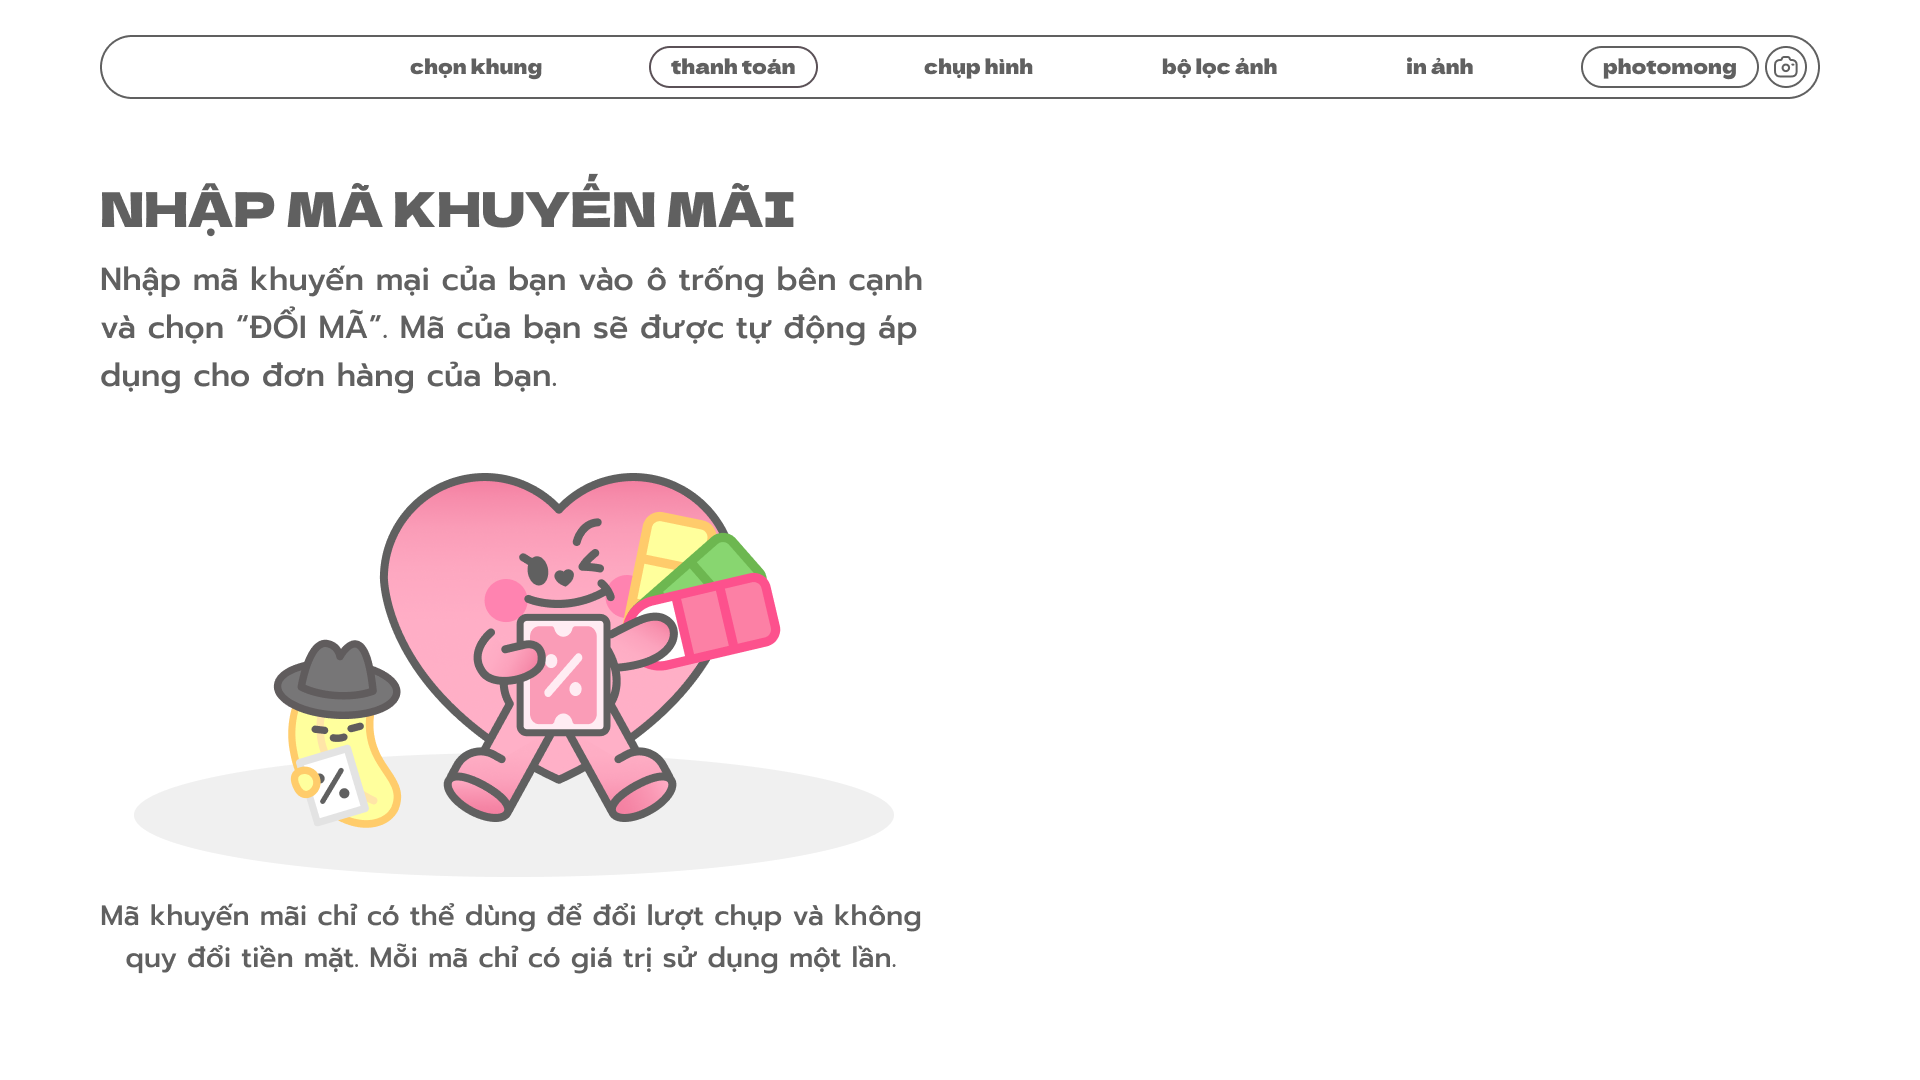 chọn khung
thanh toán
chụp hình
bộ lọc ảnh
in ảnh
photomong
NHẬP MÃ KHUYẾN MÃI
Nhập mã khuyến mại của bạn vào ô trống bên cạnh
và chọn “ĐỔI MÔ. Mã của bạn sẽ được tự động áp
dụng cho đơn hàng của bạn.
%
%
Mã khuyến mãi chỉ có thể dùng để đổi lượt chụp và không
quy đổi tiền mặt. Mỗi mã chỉ có giá trị sử dụng một lần.